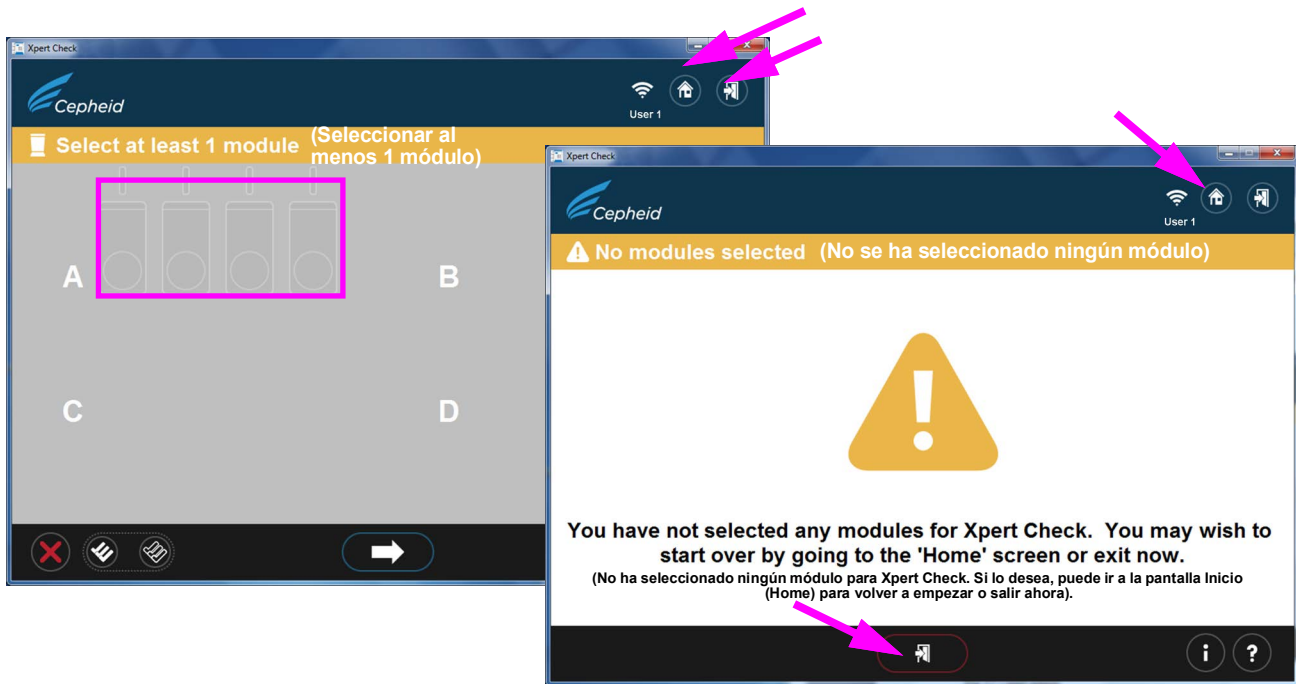 Xpert Check
Cepheid
User 1
Select at least 1 module (Seleccionar al
menos 1 módulo)
A
B
C
D
Xpert Check
Cepheid
User 1
No modules selected (No se ha seleccionado ningún módulo)
You have not selected any modules for Xpert Check. You may wish to
start over by going to the 'Home' screen or exit now.
(No ha seleccionado ningún módulo para Xpert Check. Si lo desea, puede ir a la pantalla Inicio
(Home) para volver a empezar o salir ahora).
i ?